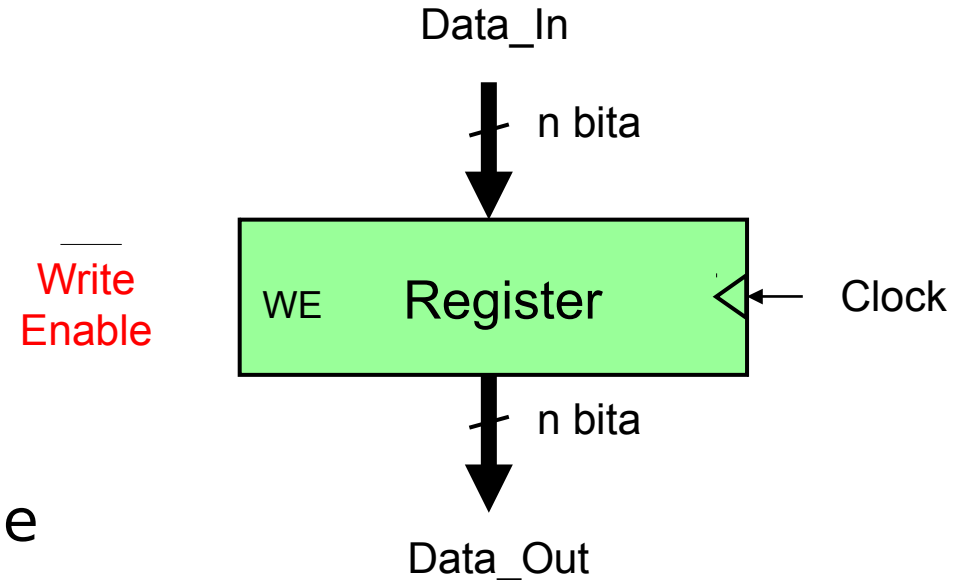 Data_In
n bita
Write
Enable
WE
Register
Clock
n bita
e
Data_Out